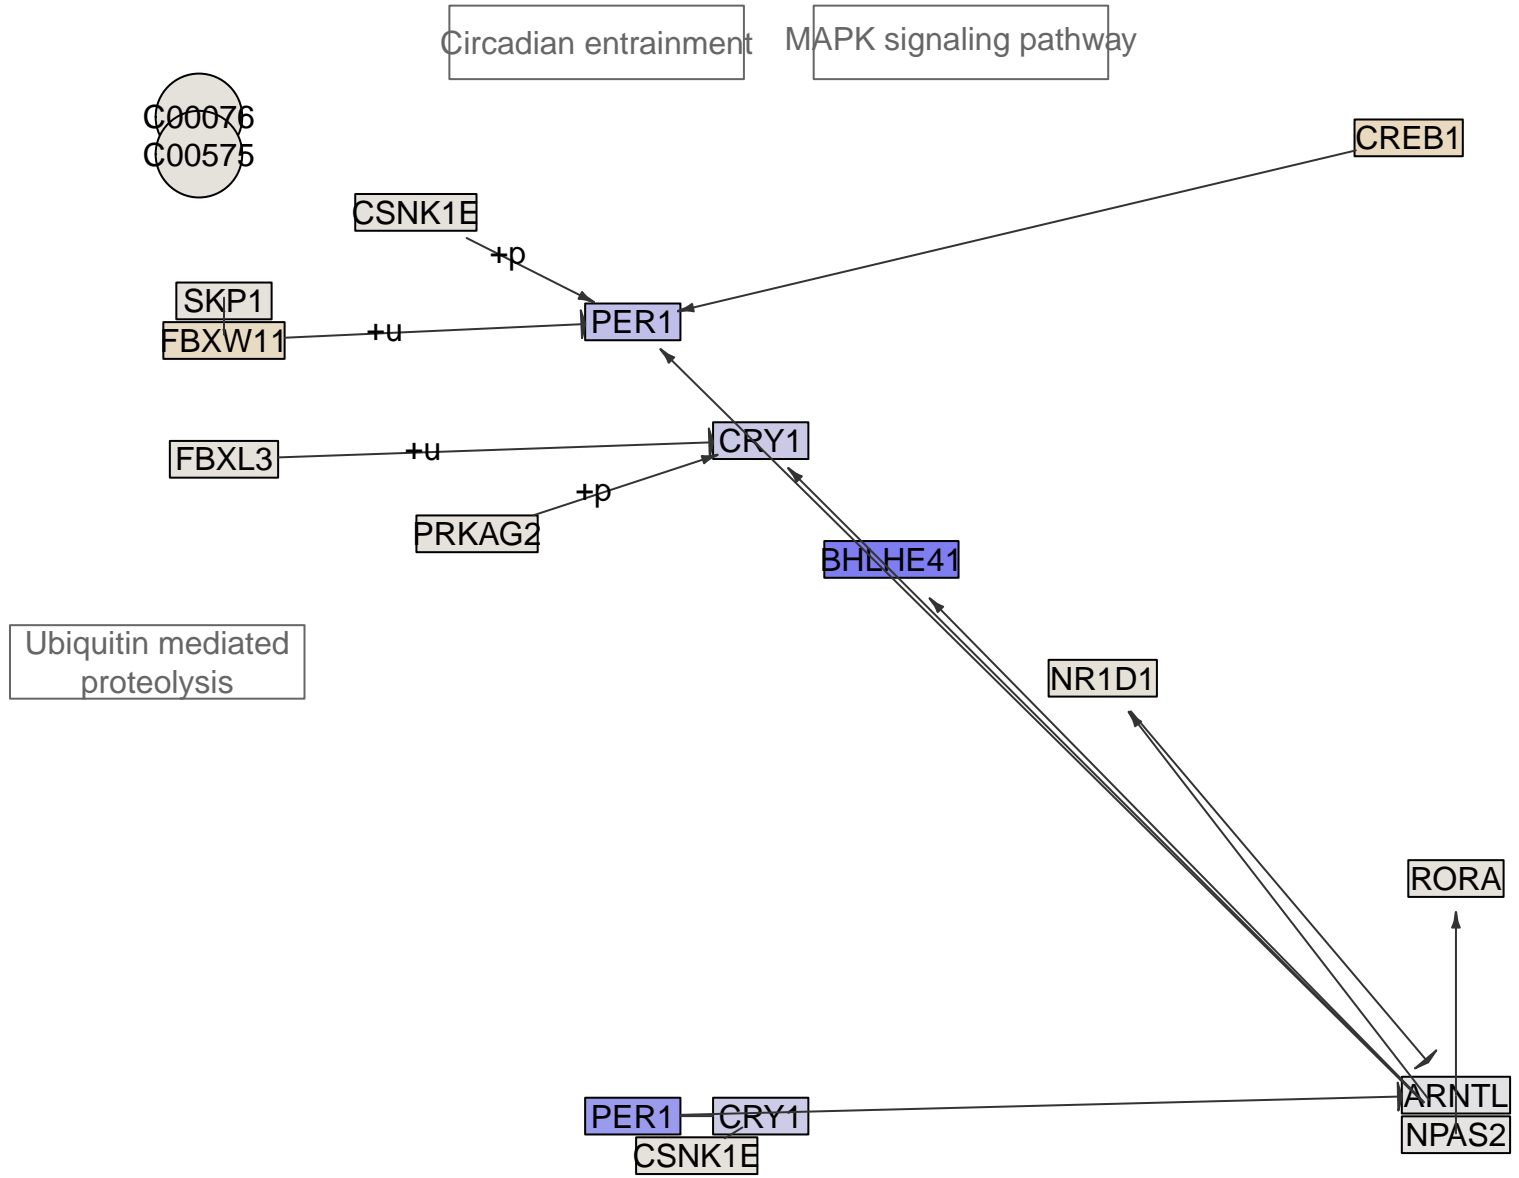 Circadian entrainment
MAPK signaling pathway
C00076
C00575
CREB1
CSNK1E
+p
SKP1
FBXW11
+u
PER1
CRY1
FBXL3
+u
+p
PRKAG2
BHLHE41
Ubiquitin mediated
proteolysis
NR1D1
RORA
ARNTL
NPAS2
PER1
CRY1
CSNK1E